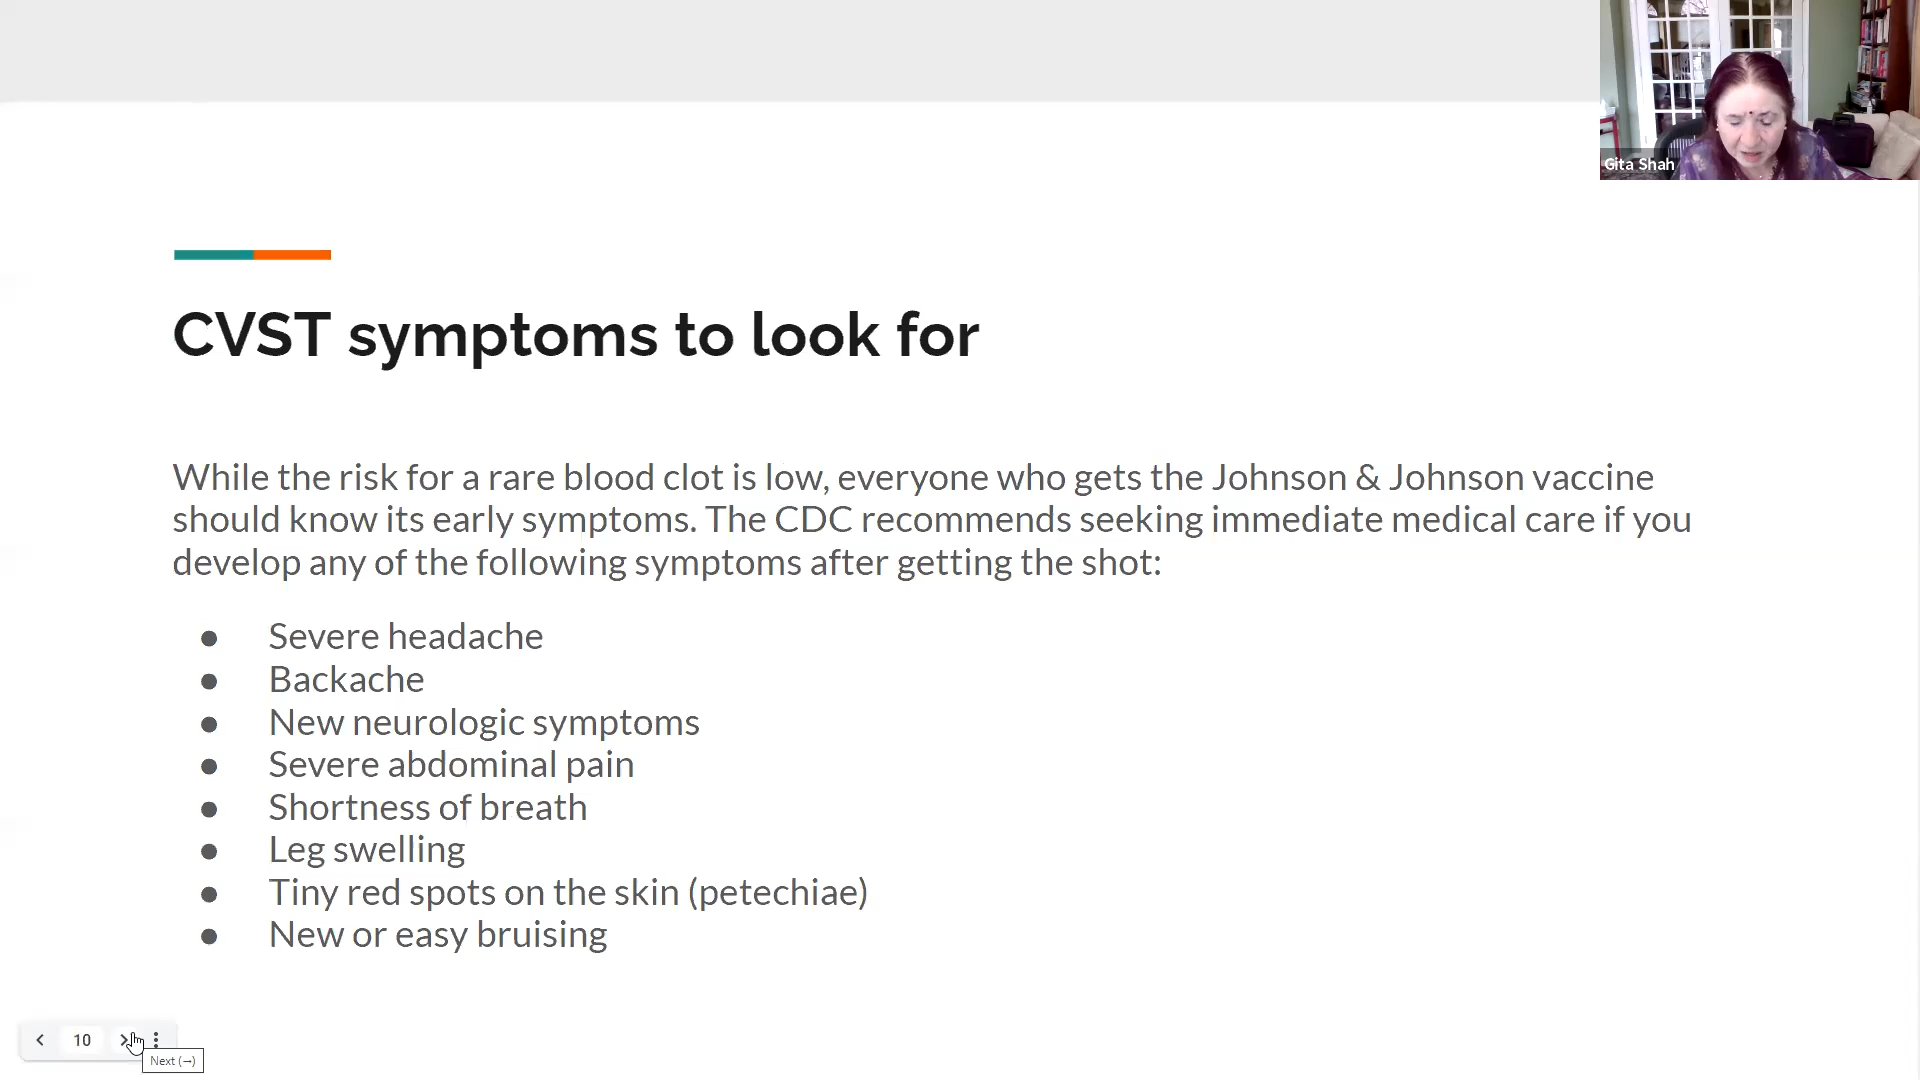 Gita Shah
CVST symptoms to look for
While the risk for a rare blood clot is low, everyone who gets the Johnson & Johnson vaccine
should know its early symptoms. The CDC recommends seeking immediate medical care if you
develop any of the following symptoms after getting the shot:
● Severe headache
● Backache
● New neurologic symptoms
● Severe abdominal pain
● Shortness of breath
● Leg swelling
● Tiny red spots on the skin (petechiae)
● New or easy bruising
10
Next (→)